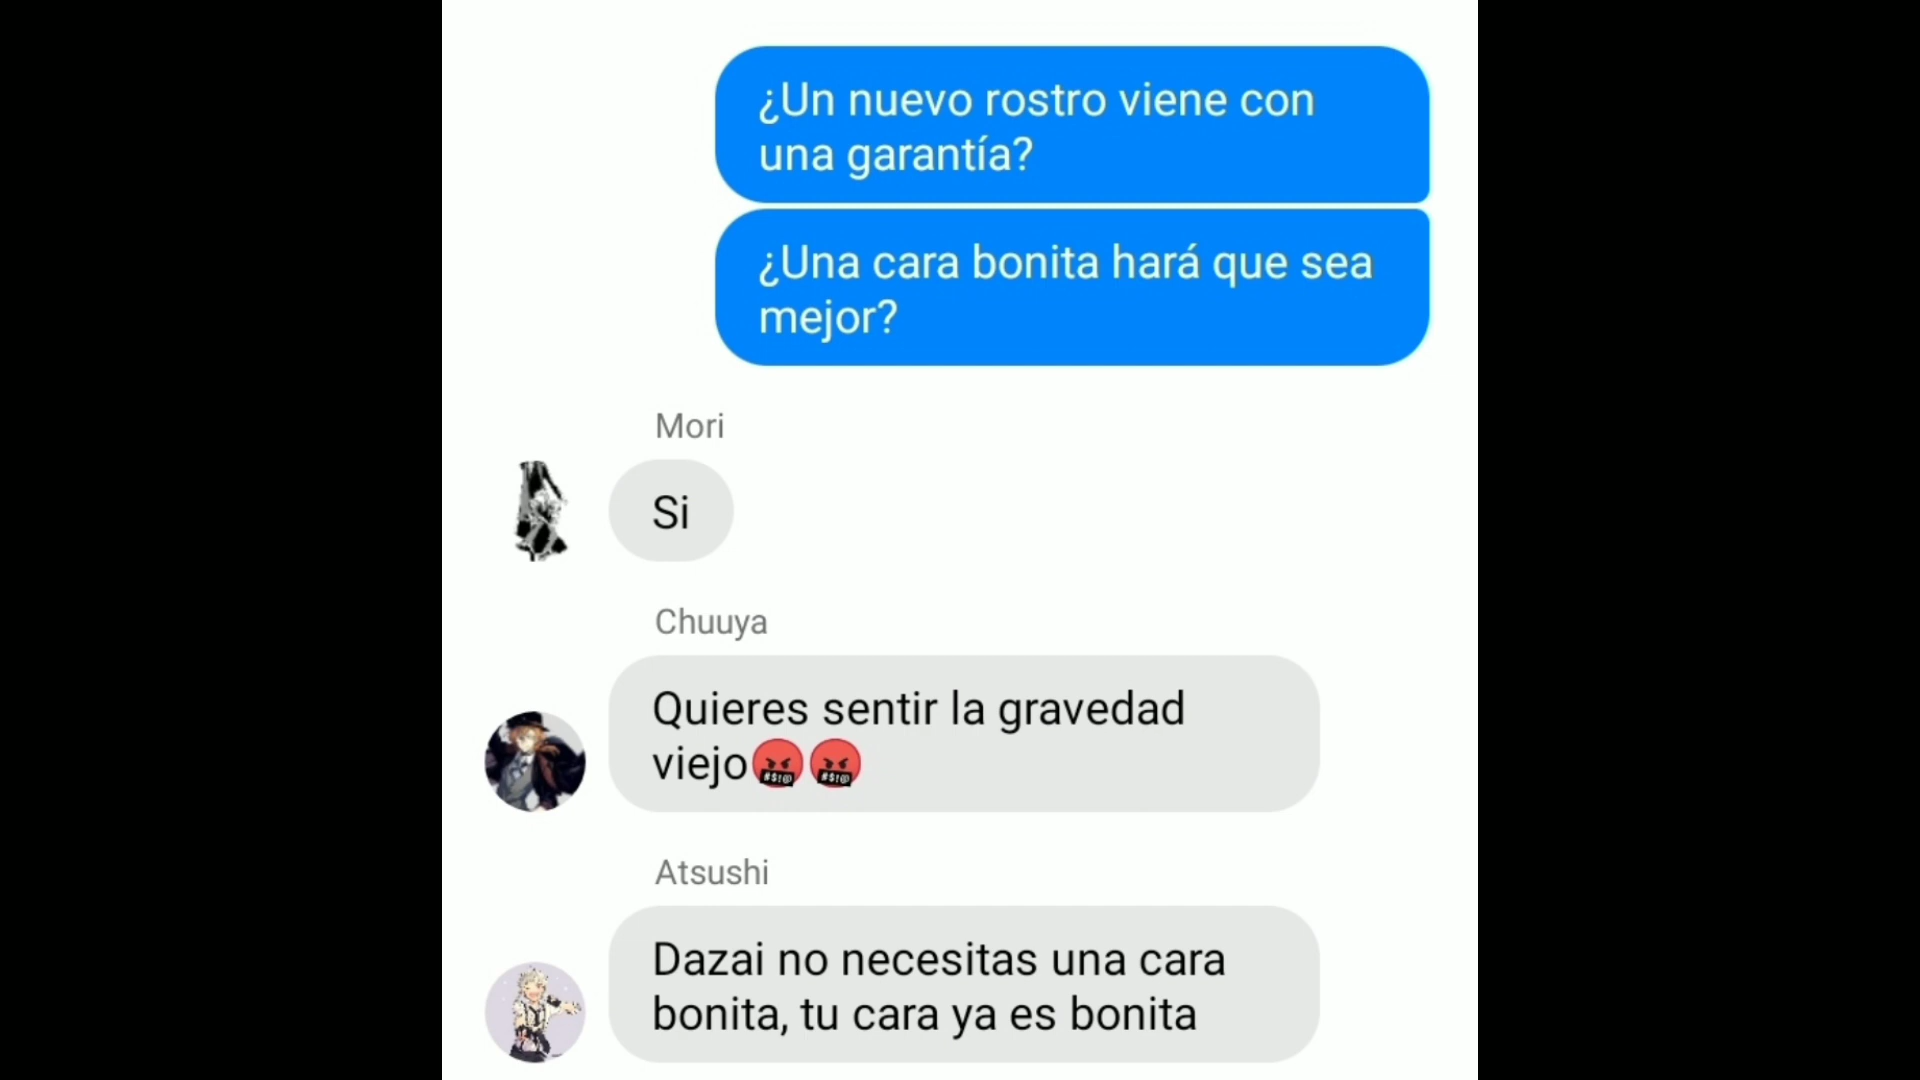 ¿Un nuevo rostro viene con
una garantía?
¿Una cara bonita hará que sea
mejor?
Mori
Si
Chuuya
Quieres sentir la gravedad
viejo🤬🤬
Atsushi
Dazai no necesitas una cara
bonita, tu cara ya es bonita